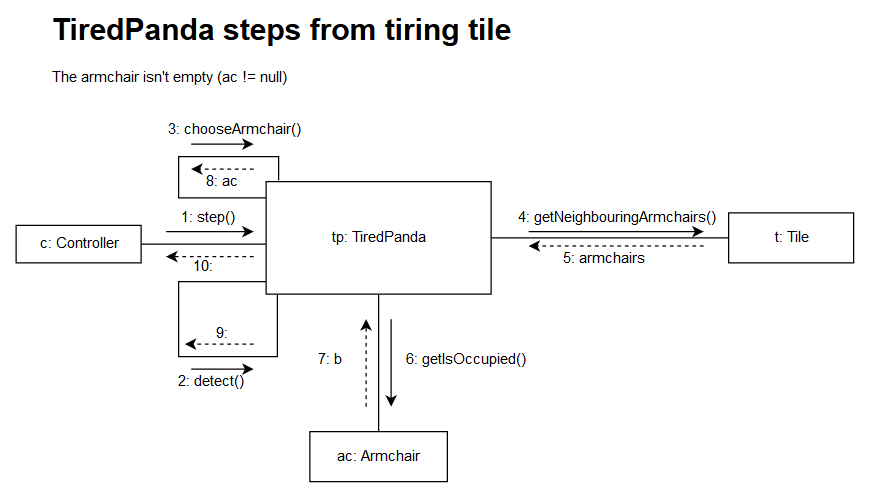 TiredPanda steps from tiring tile
The armchair isn't empty (ac != null)
3: chooseArmchair()
8: ac
1: step()
4: getNeighbouringArmchairs()
c: Controller
tp: TiredPanda
t: Tile
10:
5: armchairs
9:
7: b
6: getIsOccupied()
2: detect()
ac: Armchair